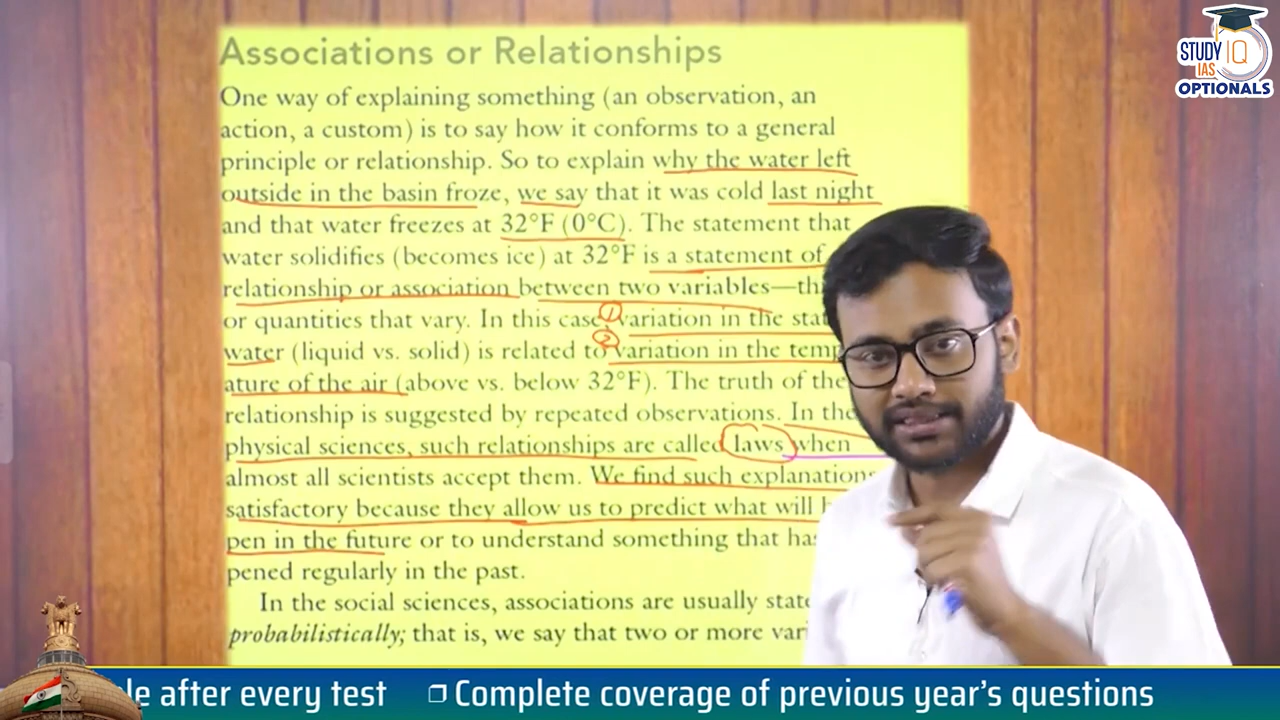 Associations or Relationships
One way of explaining something (an observation, an
action, a custom) is to say how it conforms to a general
principle or relationship. So to explain why the water left
outside in the basin froze, we say that it was cold last night
and that water freezes at 32°F (0°C). The statement that
water solidifies (becomes ice) at 32°F is a statement of
relationship or association between two variables—thi
or quantities that vary. In this case, variation in the stat
1
water (liquid vs. solid) is related to variation in the temp
2
ature of the air (above vs. below 32°F). The truth of the
relationship is suggested by repeated observations. In the
physical sciences, such relationships are called laws when
almost all scientists accept them. We find such explanations
satisfactory because they allow us to predict what will h
pen in the future or to understand something that has
pened regularly in the past.
In the social sciences, associations are usually state
probabilistically; that is, we say that two or more vari
STUDY IQ
IAS
OPTIONALS
le after every test ❒ Complete coverage of previous year’s questions